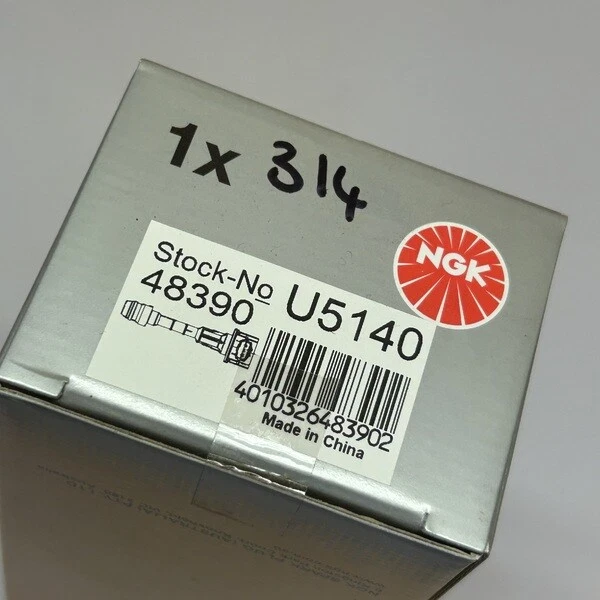 1x 314
NGK
Stock-No
48390
U5140
4010326483902
Made in China